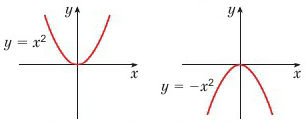 y
y
y = x²
x
x
y = −x²